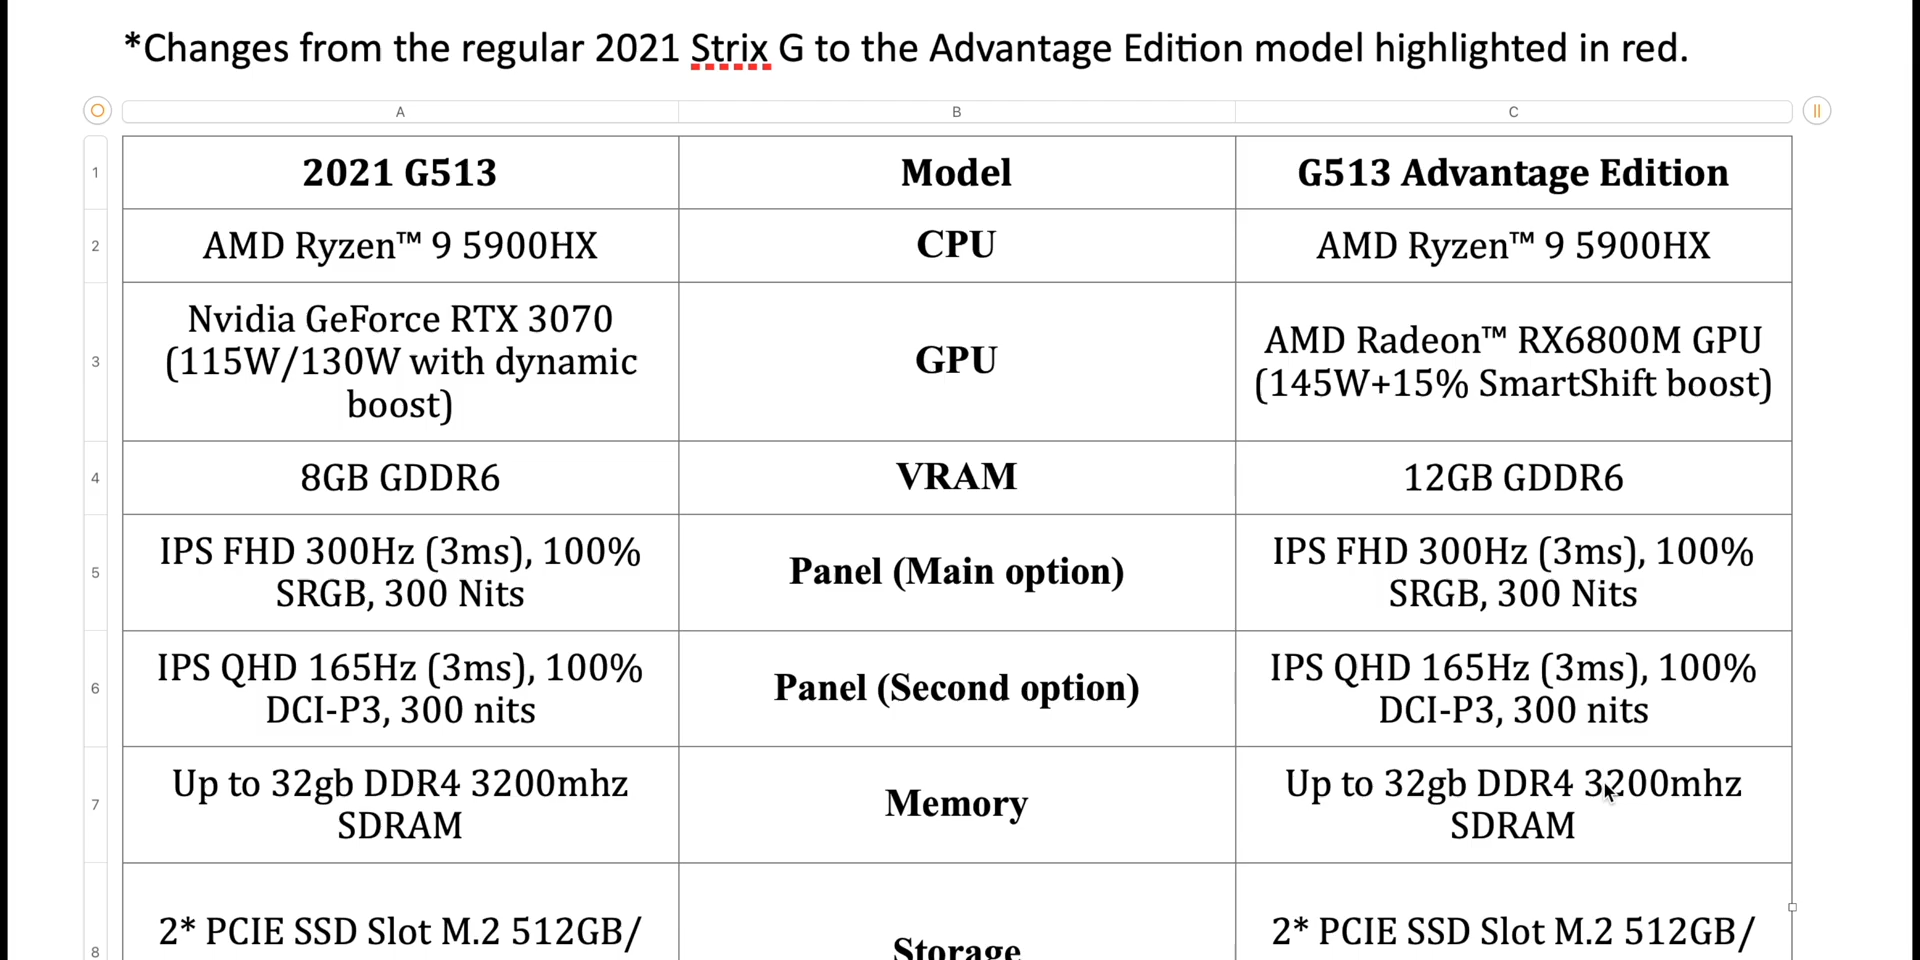 *Changes from the regular 2021 Strix G to the Advantage Edition model highlighted in red.
A B C
1 2021 G513 Model G513 Advantage Edition
2 AMD Ryzen™ 9 5900HX CPU AMD Ryzen™ 9 5900HX
3
Nvidia GeForce RTX 3070
(115W/130W with dynamic
boost)
GPU
AMD Radeon™ RX6800M GPU
(145W+15% SmartShift boost)
4 8GB GDDR6 VRAM 12GB GDDR6
5
IPS FHD 300Hz (3ms), 100%
SRGB, 300 Nits
Panel (Main option)
IPS FHD 300Hz (3ms), 100%
SRGB, 300 Nits
6
IPS QHD 165Hz (3ms), 100%
DCI-P3, 300 nits
Panel (Second option)
IPS QHD 165Hz (3ms), 100%
DCI-P3, 300 nits
7
Up to 32gb DDR4 3200mhz
SDRAM
Memory
Up to 32gb DDR4 3200mhz
SDRAM
8
2* PCIE SSD Slot M.2 512GB/
Storage
2* PCIE SSD Slot M.2 512GB/